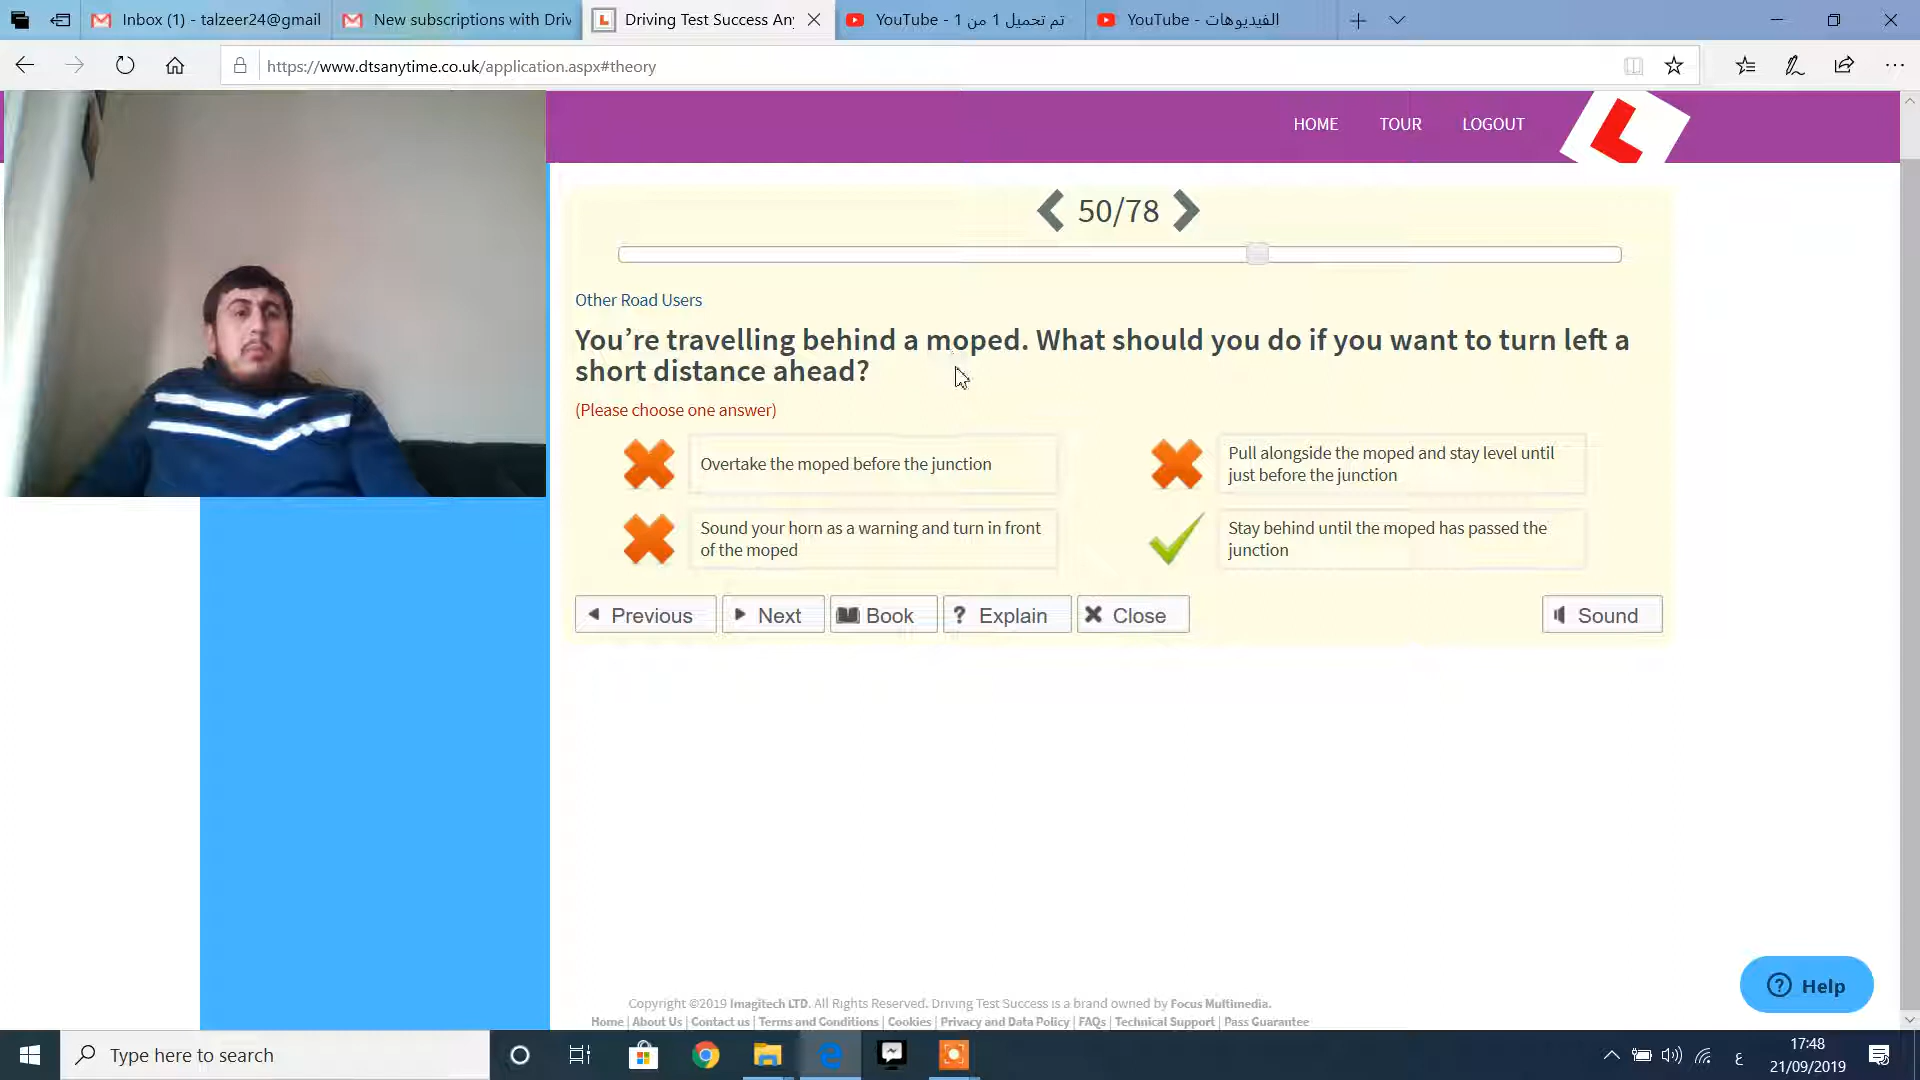 Inbox (1) - talzeer24@gmail
New subscriptions with Driv
Driving Test Success Any
YouTube - تم تحميل 1 من 1
YouTube - الفيديوهات
https://www.dtsanytime.co.uk/application.aspx#theory
HOME TOUR LOGOUT
50/78
Other Road Users
You’re travelling behind a moped. What should you do if you want to turn left a
short distance ahead?
(Please choose one answer)
Overtake the moped before the junction
Pull alongside the moped and stay level until
just before the junction
Sound your horn as a warning and turn in front
of the moped
Stay behind until the moped has passed the
junction
Previous Next Book ? Explain Close Sound
Help
Copyright ©2019 Imagitech LTD. All Rights Reserved. Driving Test Success is a brand owned by Focus Multimedia.
Home | About Us | Contact us | Terms and Conditions | Cookies | Privacy and Data Policy | FAQs | Technical Support | Pass Guarantee
Type here to search
ع
17:48
21/09/2019